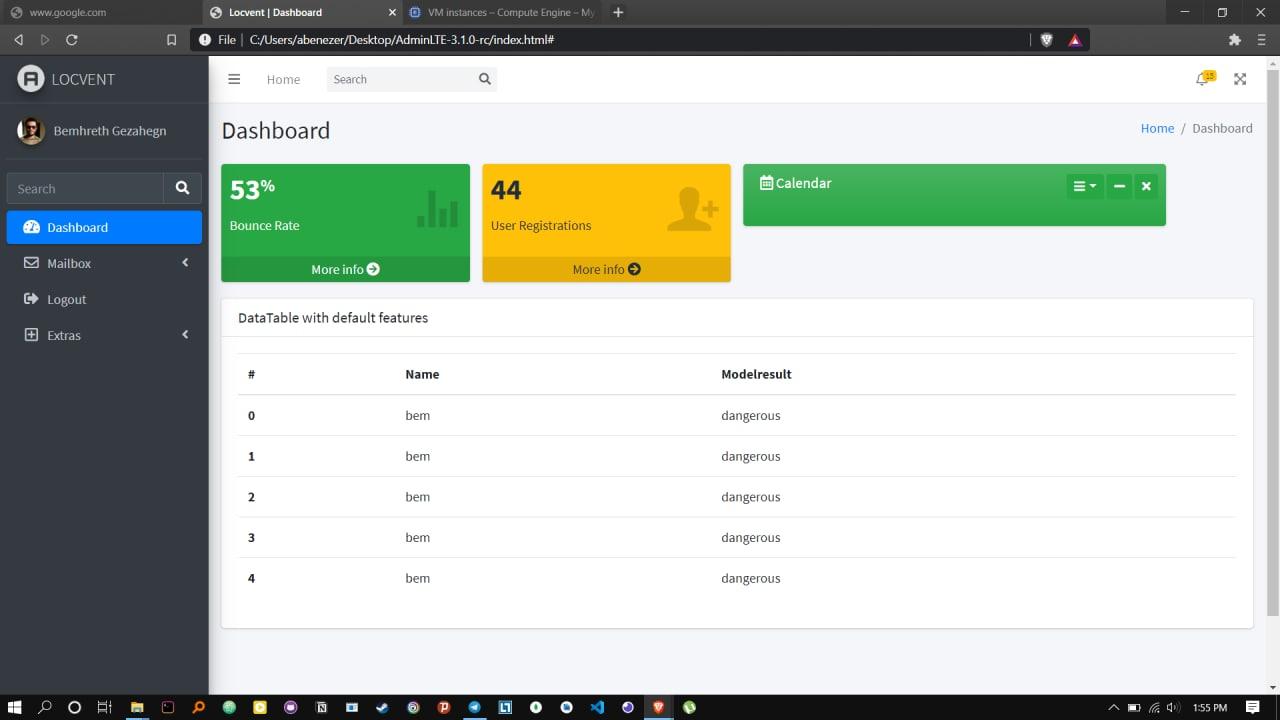 www.google.com
Locvent | Dashboard
VM instances – Compute Engine – My
File | C:/Users/abenezer/Desktop/AdminLTE-3.1.0-rc/index.html#
LOCVENT
Home
Search
15
Bemhreth Gezahegn
Dashboard
Home / Dashboard
Search
Dashboard
Mailbox
Logout
Extras
53%
Bounce Rate
More info
44
User Registrations
More info
Calendar
DataTable with default features
# Name Modelresult
0 bem dangerous
1 bem dangerous
2 bem dangerous
3 bem dangerous
4 bem dangerous
1:55 PM